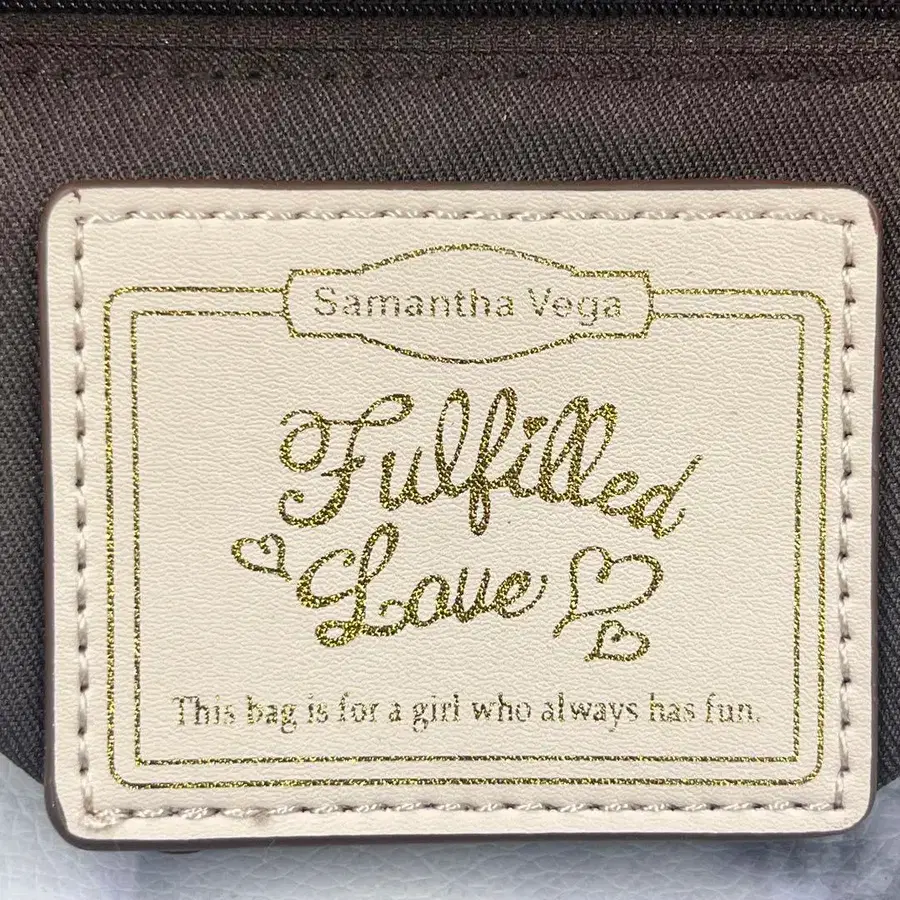 Samantha Vega
Fulfilled
Love
This bag is for a girl who always has fun.